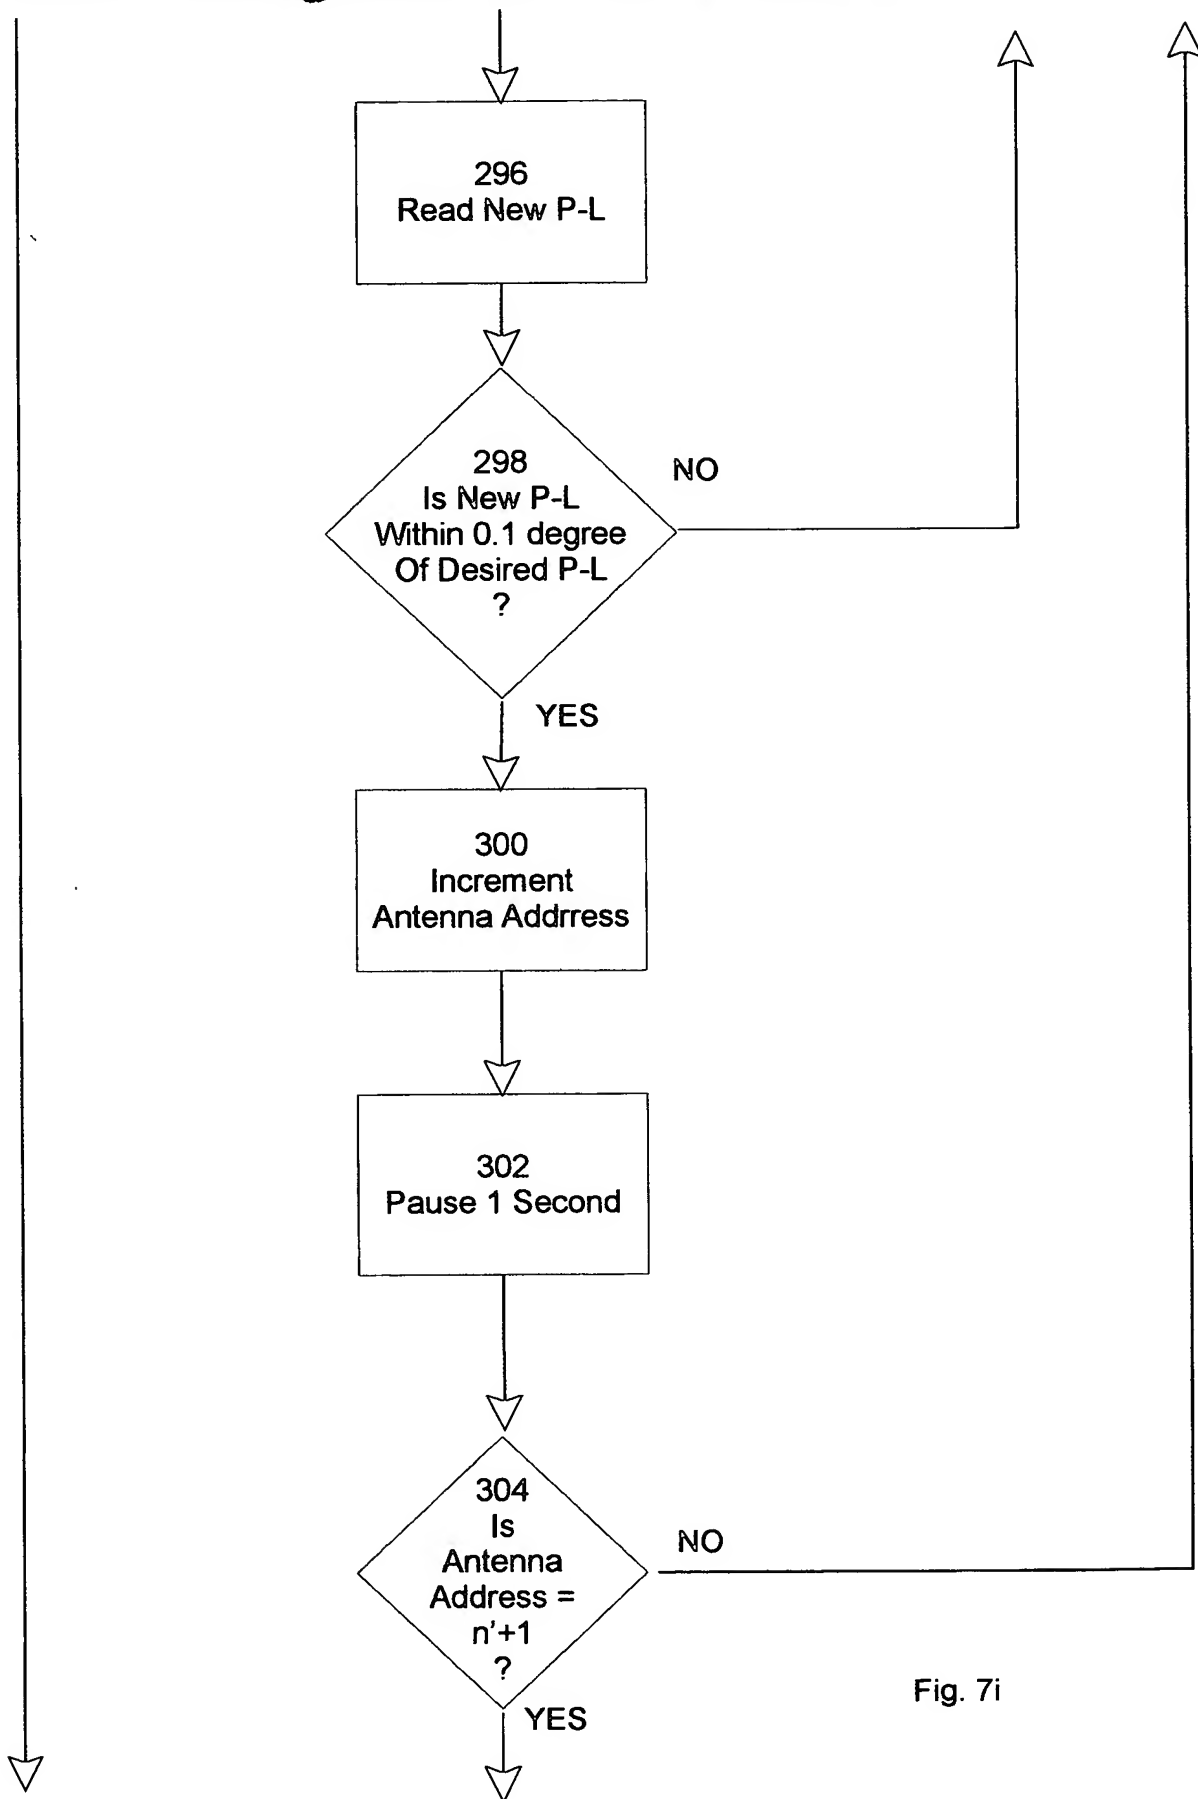 296
Read New P-L
298
Is New P-L
Within 0.1 degree
Of Desired P-L
?
NO
YES
300
Increment
Antenna Addrress
302
Pause 1 Second
304
Is
Antenna
Address =
n'+1
?
NO
YES
Fig. 7i